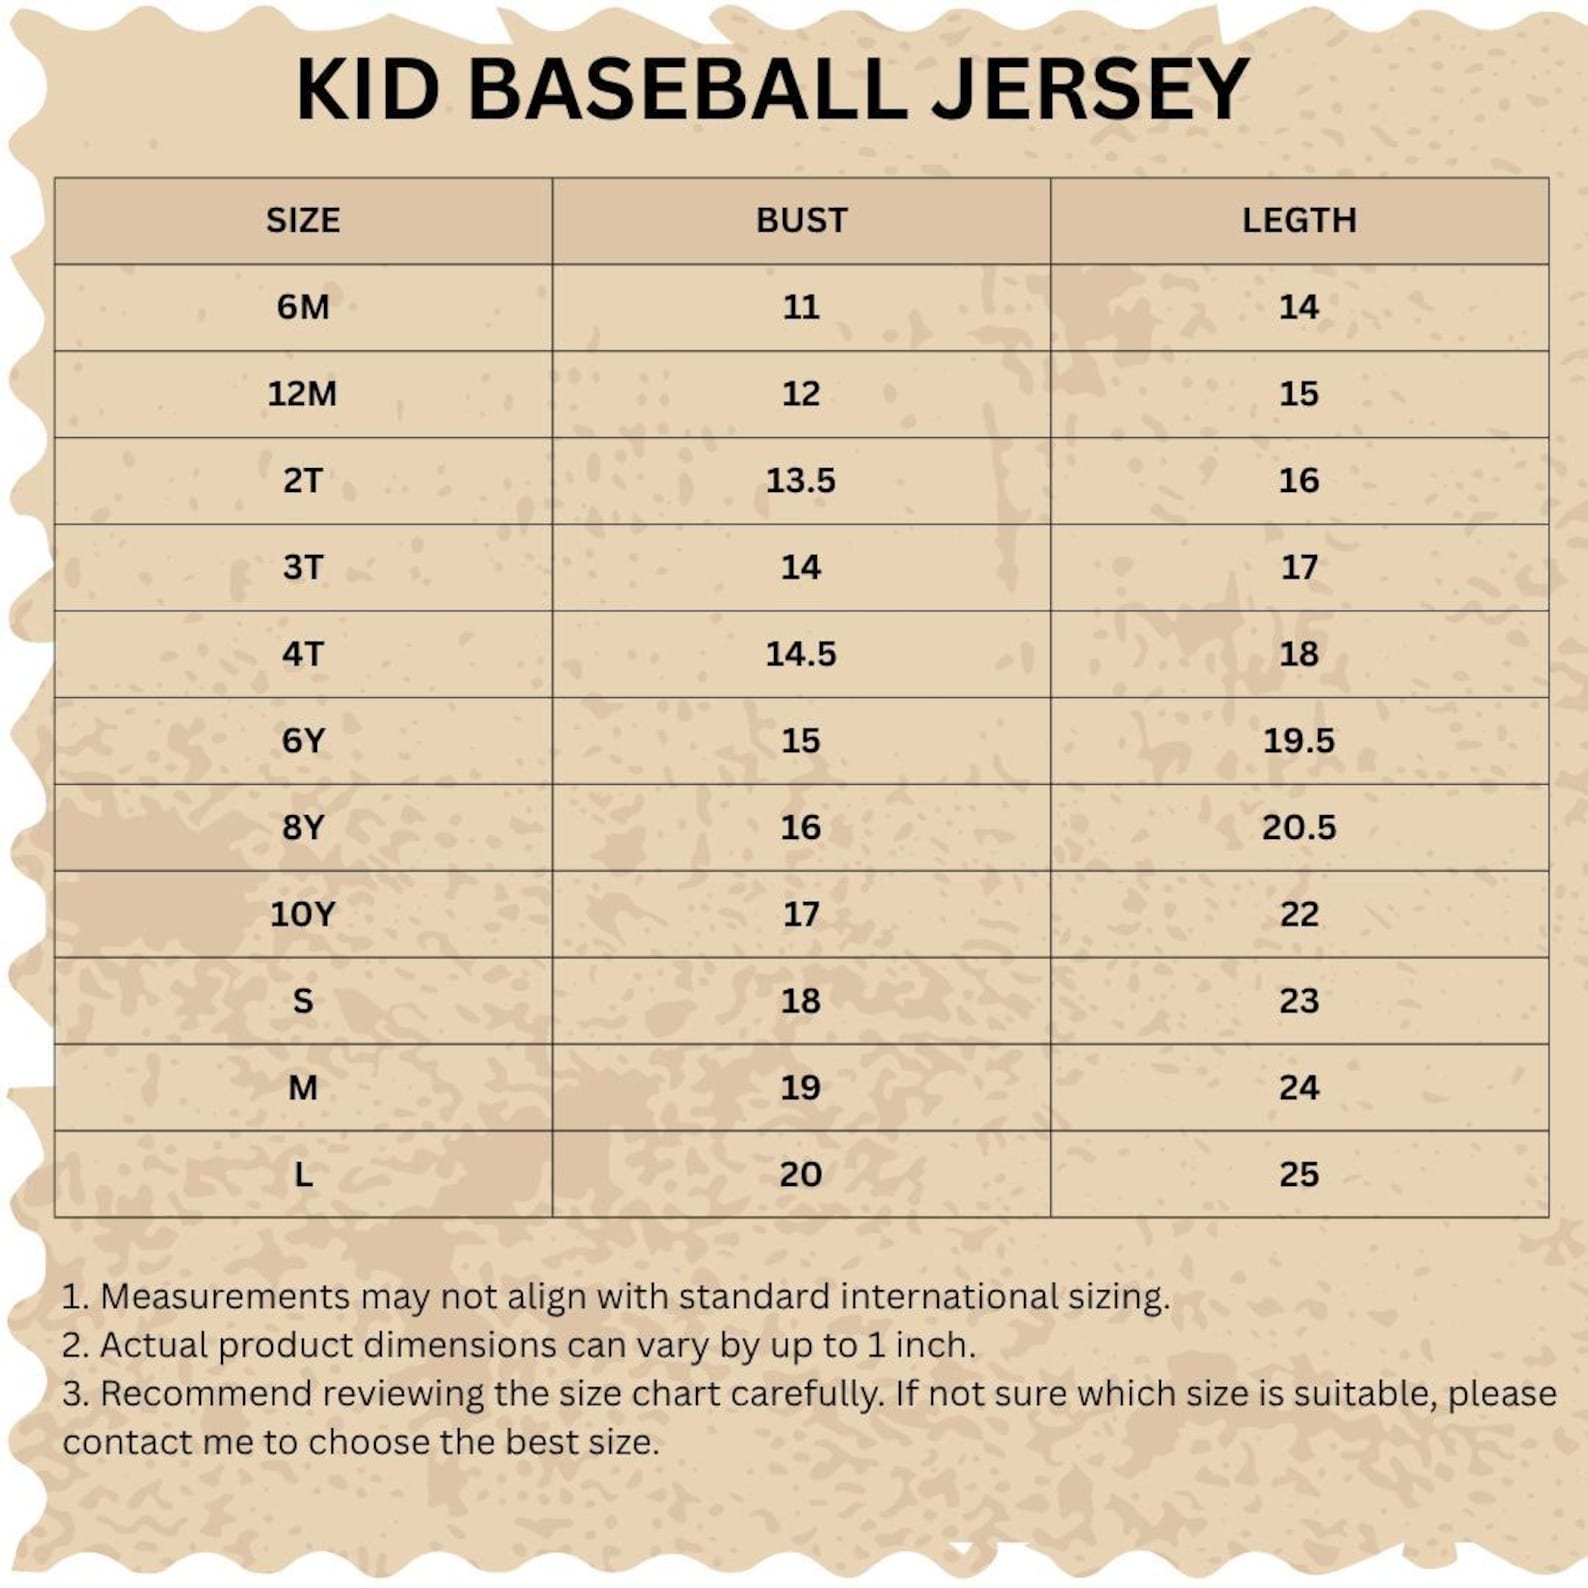 KID BASEBALL JERSEY
SIZE BUST LEGTH
6M 11 14
12M 12 15
2T 13.5 16
3T 14 17
4T 14.5 18
6Y 15 19.5
8Y 16 20.5
10Y 17 22
S 18 23
M 19 24
L 20 25
1. Measurements may not align with standard international sizing.
2. Actual product dimensions can vary by up to 1 inch.
3. Recommend reviewing the size chart carefully. If not sure which size is suitable, please
contact me to choose the best size.